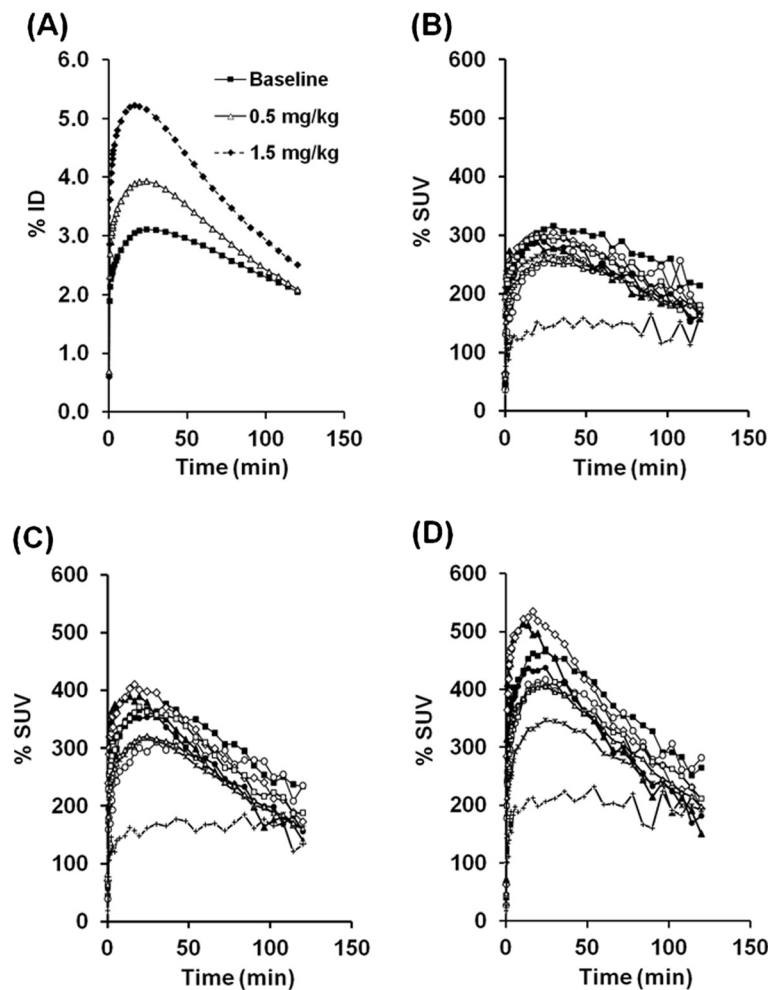 (A)
% ID
6.0
5.0
4.0
3.0
2.0
1.0
0.0
0 50 100 150
Time (min)
Baseline
0.5 mg/kg
1.5 mg/kg
(B)
% SUV
600
500
400
300
200
100
0
0 50 100 150
Time (min)
(C)
% SUV
600
500
400
300
200
100
0
0 50 100 150
Time (min)
(D)
% SUV
600
500
400
300
200
100
0
0 50 100 150
Time (min)